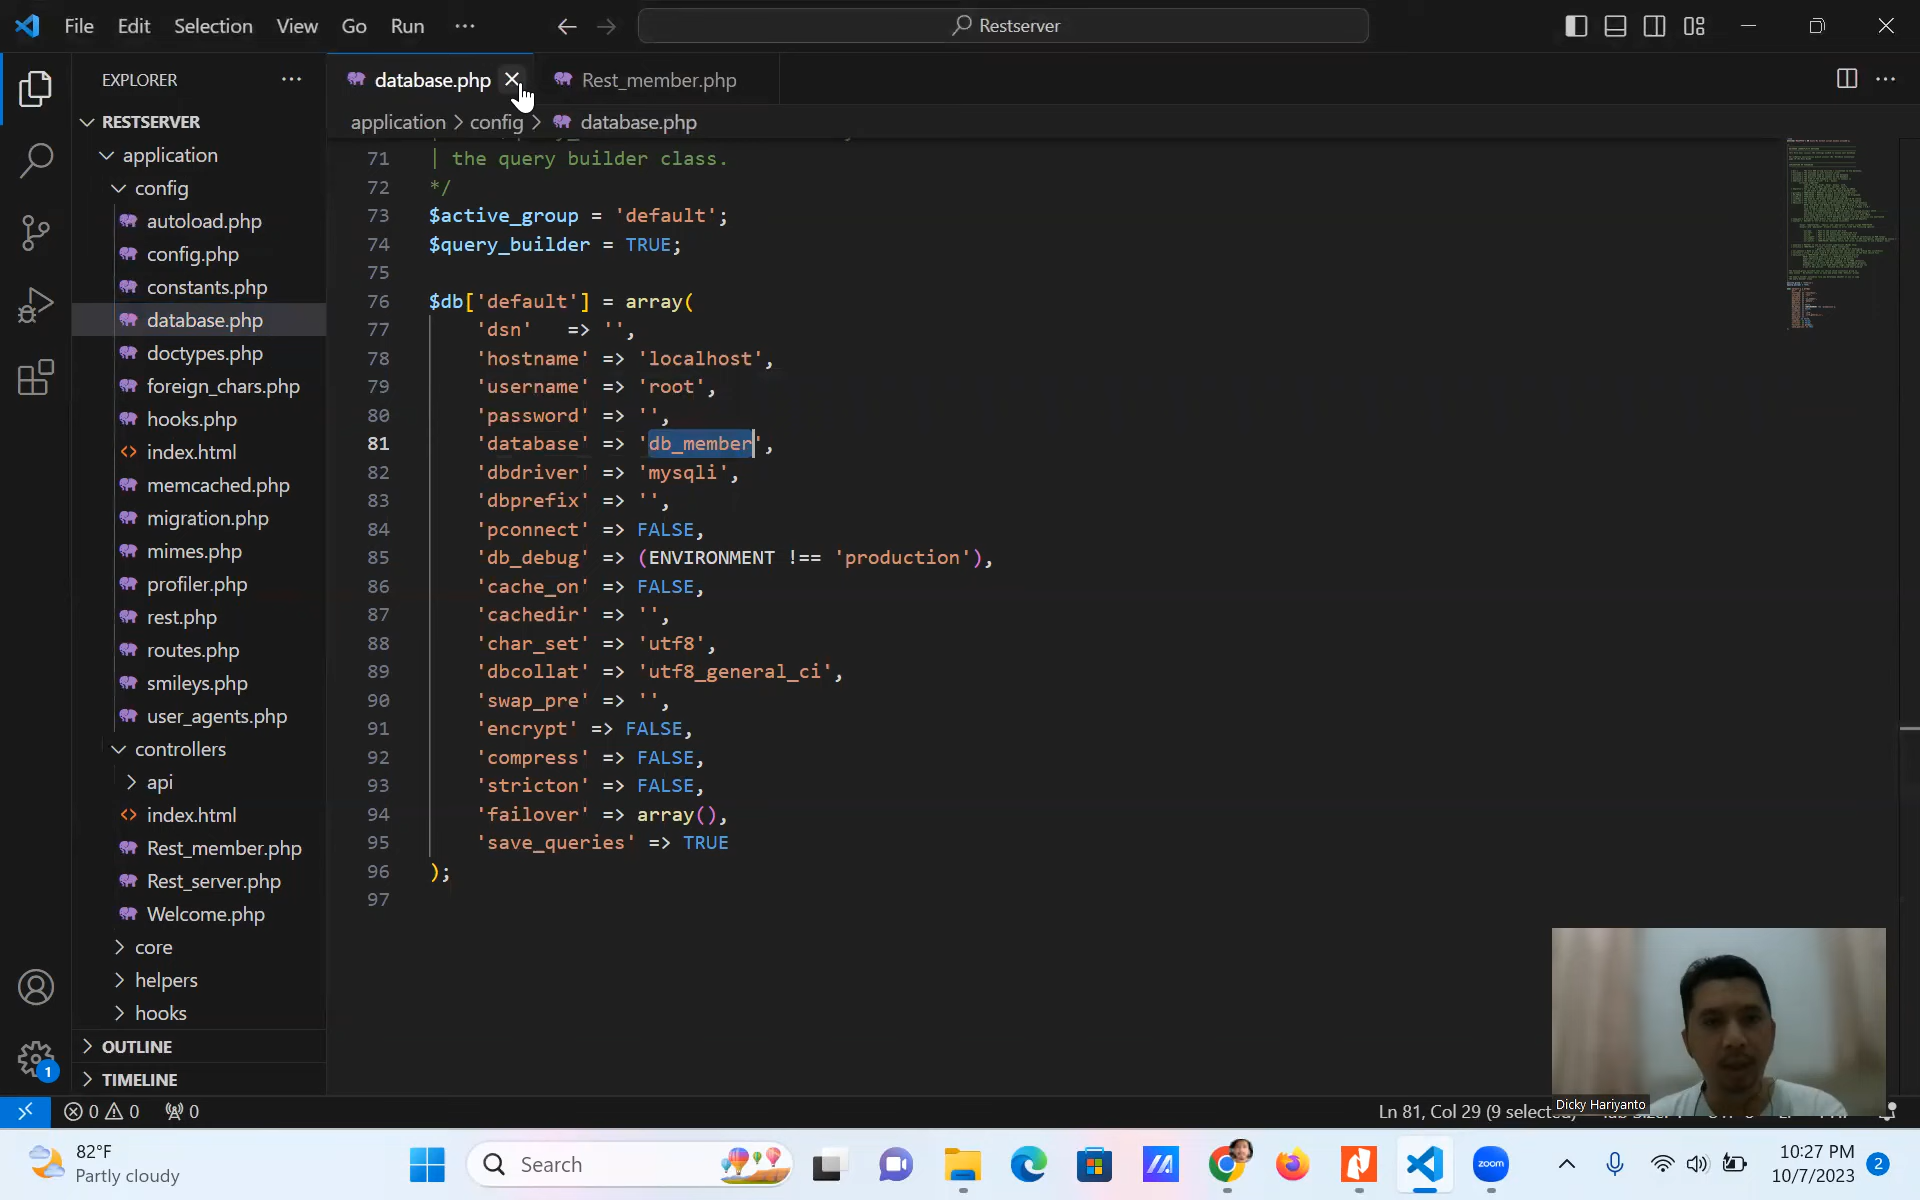 File Edit Selection View Go Run ···
Restserver
EXPLORER ···
database.php
Rest_member.php
application > config > database.php
RESTSERVER
application
config
autoload.php
config.php
constants.php
database.php
doctypes.php
foreign_chars.php
hooks.php
index.html
memcached.php
migration.php
mimes.php
profiler.php
rest.php
routes.php
smileys.php
user_agents.php
controllers
api
index.html
Rest_member.php
Rest_server.php
Welcome.php
core
helpers
hooks
OUTLINE
TIMELINE
71 | the query builder class.
72 */
73 $active_group = 'default';
74 $query_builder = TRUE;
75
76 $db['default'] = array(
77 'dsn' => '',
78 'hostname' => 'localhost',
79 'username' => 'root',
80 'password' => '',
81 'database' => 'db_member',
82 'dbdriver' => 'mysqli',
83 'dbprefix' => '',
84 'pconnect' => FALSE,
85 'db_debug' => (ENVIRONMENT !== 'production'),
86 'cache_on' => FALSE,
87 'cachedir' => '',
88 'char_set' => 'utf8',
89 'dbcollat' => 'utf8_general_ci',
90 'swap_pre' => '',
91 'encrypt' => FALSE,
92 'compress' => FALSE,
93 'stricton' => FALSE,
94 'failover' => array(),
95 'save_queries' => TRUE
96 );
97
Dicky Hariyanto
1
0 0 0
Ln 81, Col 29 (9 selected)
82°F
Partly cloudy
Search
zoom
10:27 PM
10/7/2023
2